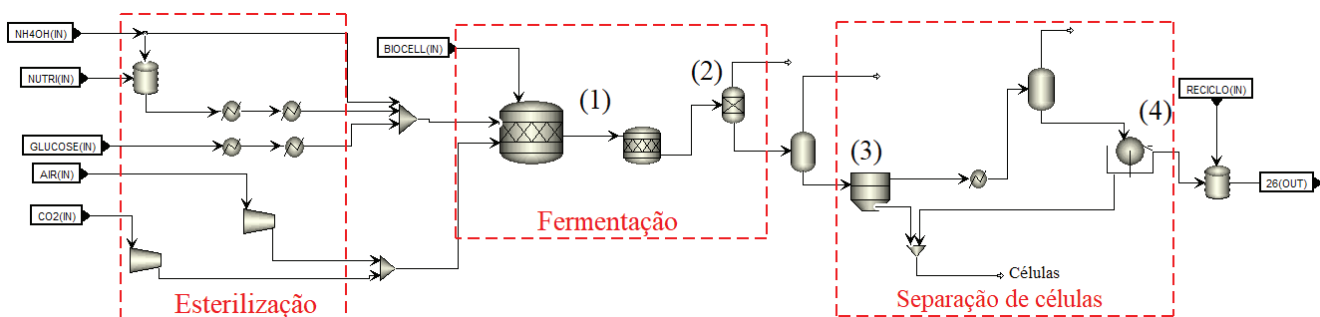 NH4OH(IN)
NUTRI(IN)
GLUCOSE(IN)
AIR(IN)
CO2(IN)
Esterilização
BIOCELL(IN)
(1)
(2)
Fermentação
(3)
(4)
Células
Separação de células
RECICLO(IN)
26(OUT)